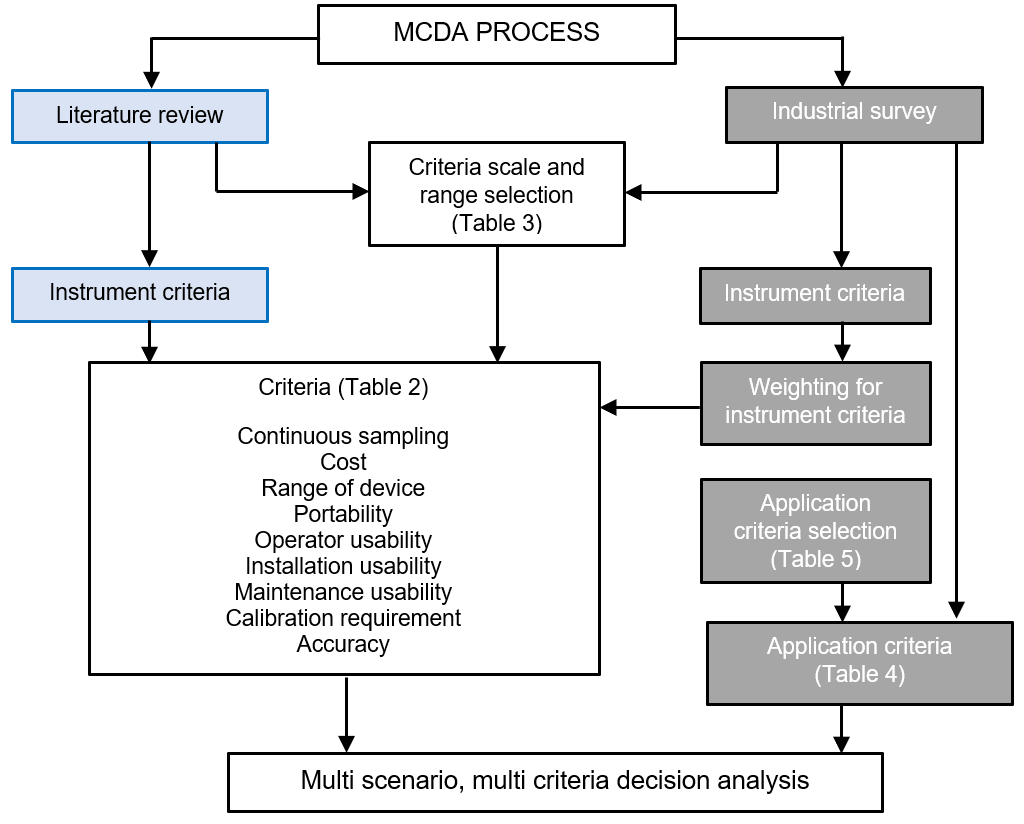 MCDA PROCESS
Literature review
Industrial survey
Criteria scale and
range selection
(Table 3)
Instrument criteria
Instrument criteria
Criteria (Table 2)
Continuous sampling
Cost
Range of device
Portability
Operator usability
Installation usability
Maintenance usability
Calibration requirement
Accuracy
Weighting for
instrument criteria
Application
criteria selection
(Table 5)
Application criteria
(Table 4)
Multi scenario, multi criteria decision analysis